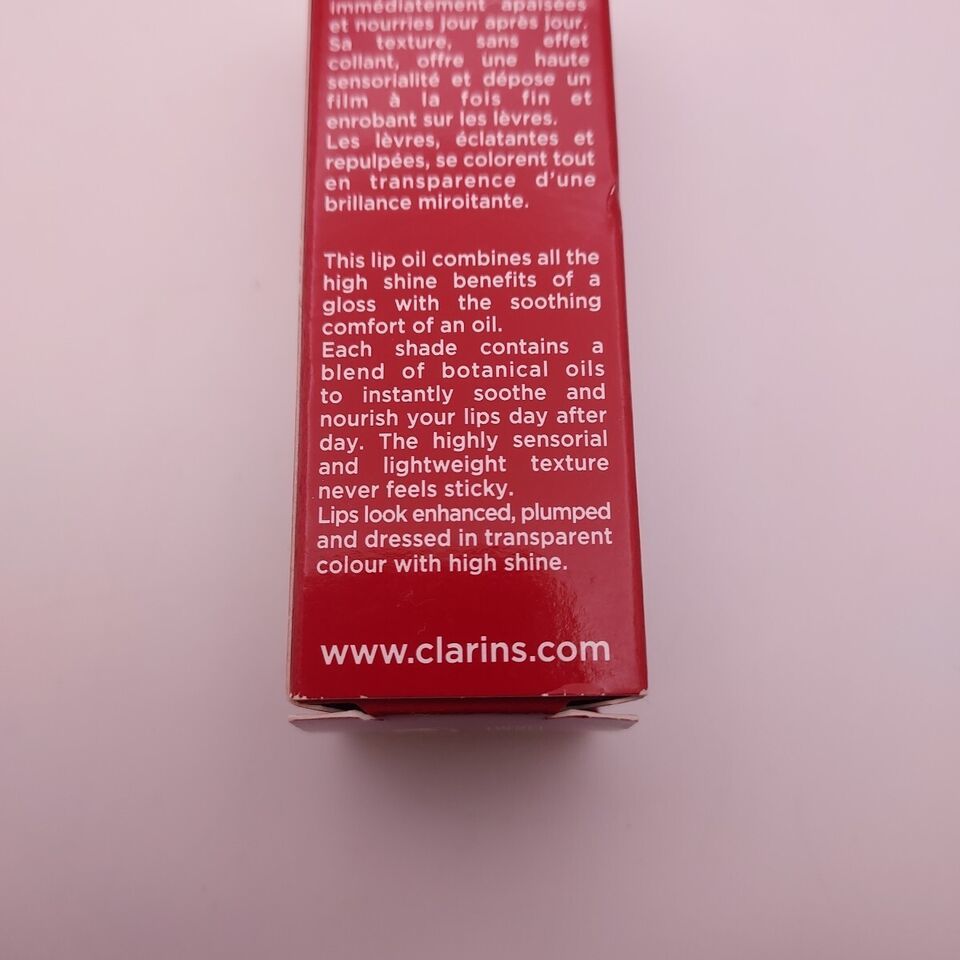 immédiatement apaisées
et nourries jour après jour.
Sa texture, sans effet
collant, offre une haute
sensorialité et dépose un
film à la fois fin et
enrobant sur les lèvres.
Les lèvres, éclatantes et
repulpées, se colorent tout
en transparence d'une
brillance miroitante.
This lip oil combines all the
high shine benefits of a
gloss with the soothing
comfort of an oil.
Each shade contains a
blend of botanical oils
to instantly soothe and
nourish your lips day after
day. The highly sensorial
and lightweight texture
never feels sticky.
Lips look enhanced, plumped
and dressed in transparent
colour with high shine.
www.clarins.com